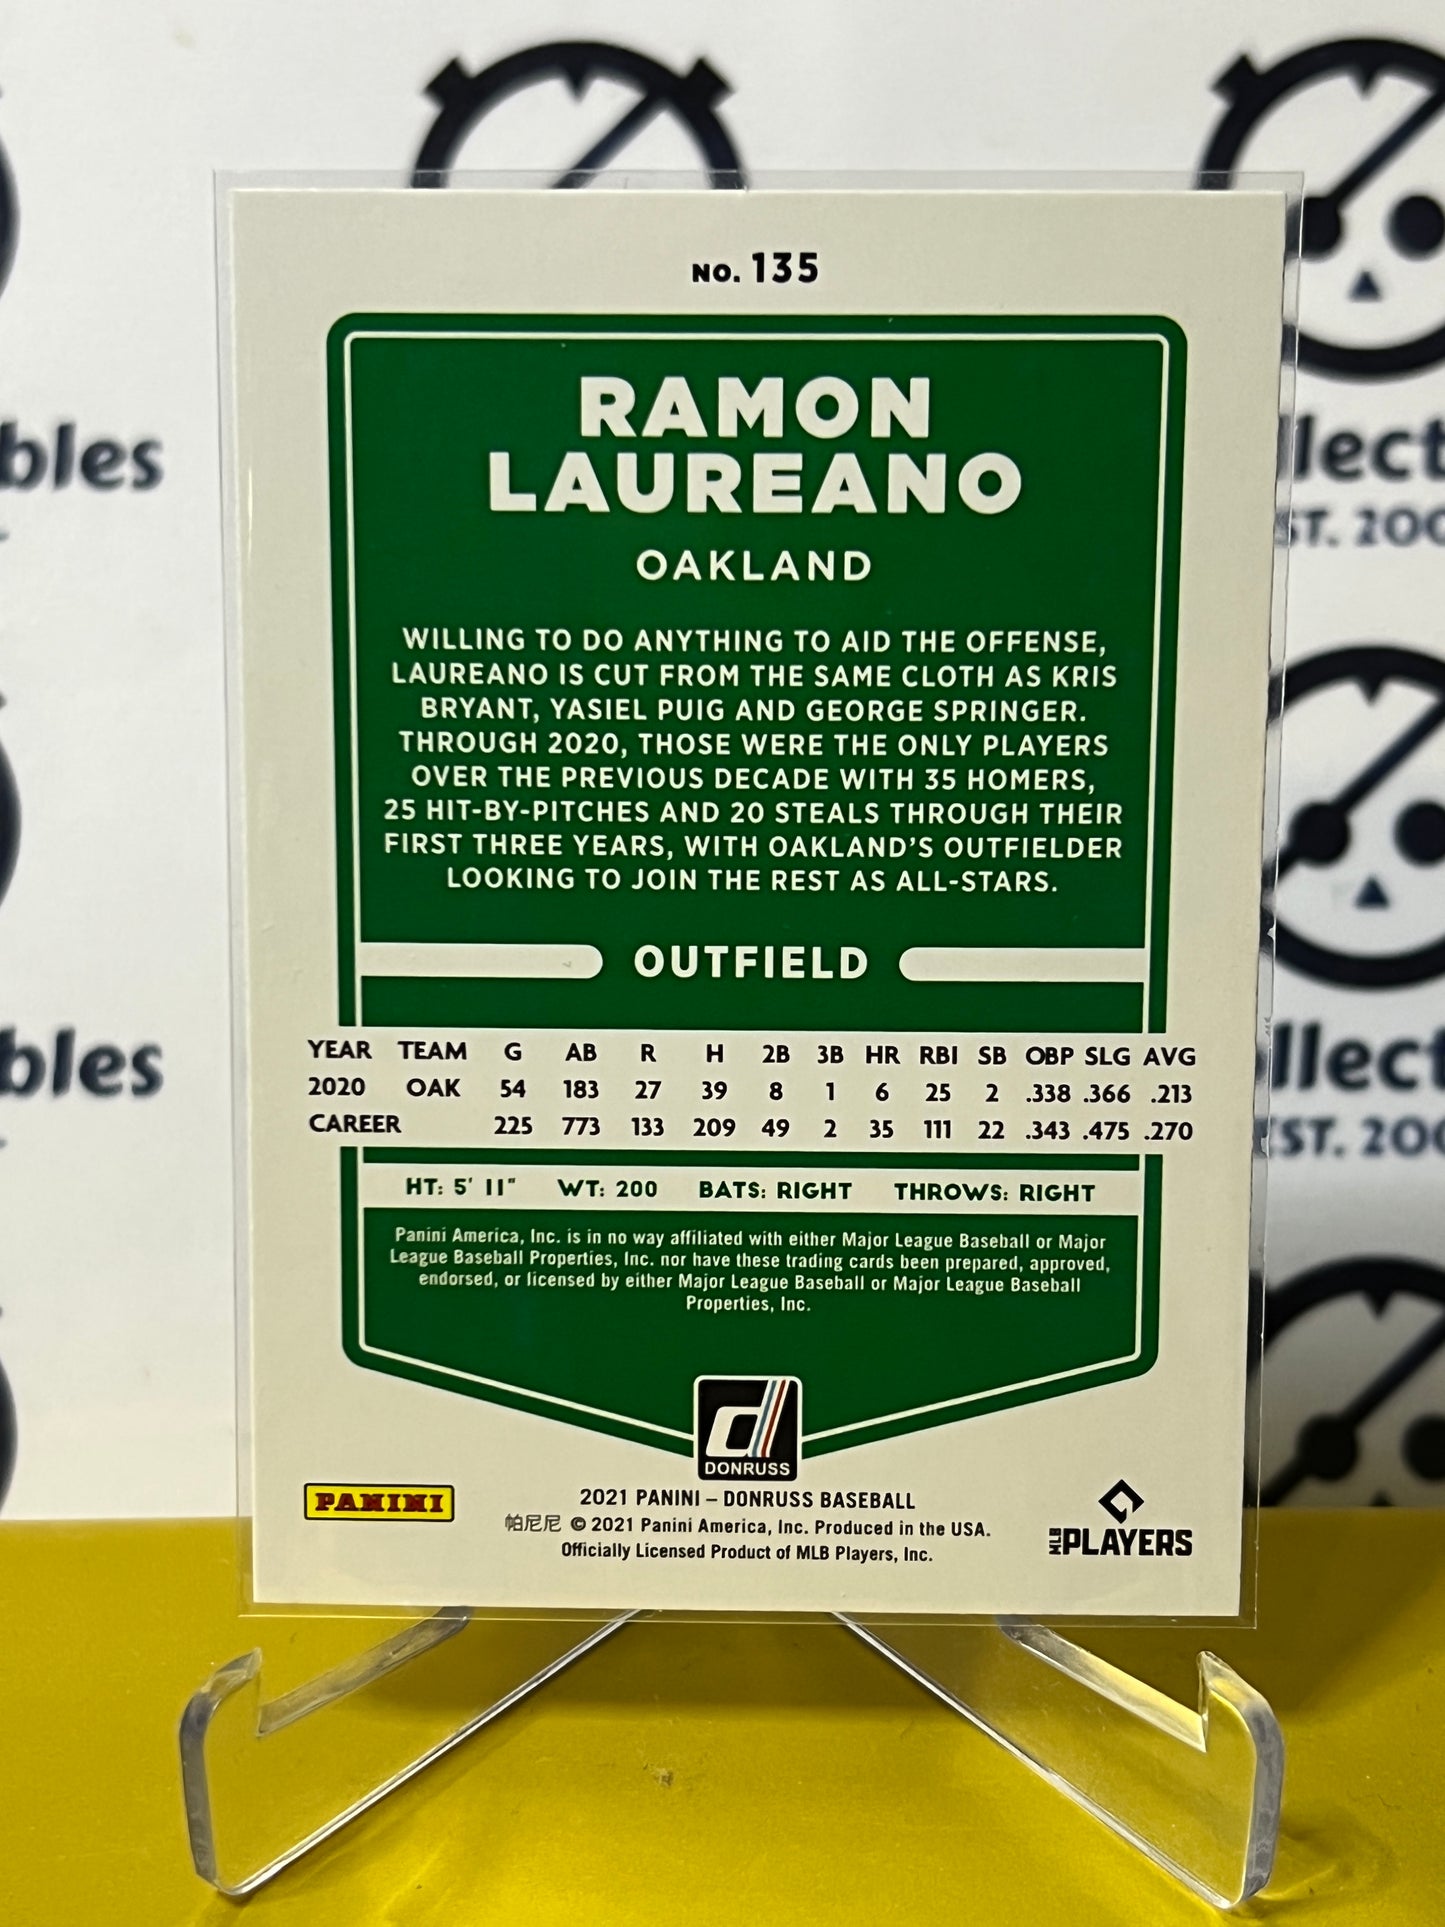 NO. 135
RAMON
LAUREANO
OAKLAND
WILLING TO DO ANYTHING TO AID THE OFFENSE,
LAUREANO IS CUT FROM THE SAME CLOTH AS KRIS
BRYANT, YASIEL PUIG AND GEORGE SPRINGER.
THROUGH 2020, THOSE WERE THE ONLY PLAYERS
OVER THE PREVIOUS DECADE WITH 35 HOMERS,
25 HIT-BY-PITCHES AND 20 STEALS THROUGH THEIR
FIRST THREE YEARS, WITH OAKLAND'S OUTFIELDER
LOOKING TO JOIN THE REST AS ALL-STARS.
OUTFIELD
YEAR TEAM G AB R H 2B 3B HR RBI SB OBP SLG AVG
2020 OAK 54 183 27 39 8 1 6 25 2 .338 .366 .213
CAREER 225 773 133 209 49 2 35 111 22 .343 .475 .270
HT: 5' 11" WT: 200 BATS: RIGHT THROWS: RIGHT
Panini America, Inc. is in no way affiliated with either Major League Baseball or Major
League Baseball Properties, Inc. nor have these trading cards been prepared, approved,
endorsed, or licensed by either Major League Baseball or Major League Baseball
Properties, Inc.
DONRUSS
PANINI
2021 PANINI – DONRUSS BASEBALL
帕尼尼 © 2021 Panini America, Inc. Produced in the USA.
Officially Licensed Product of MLB Players, Inc.
MLB PLAYERS
bles
llect
ST. 200
bles
llect
EST. 200